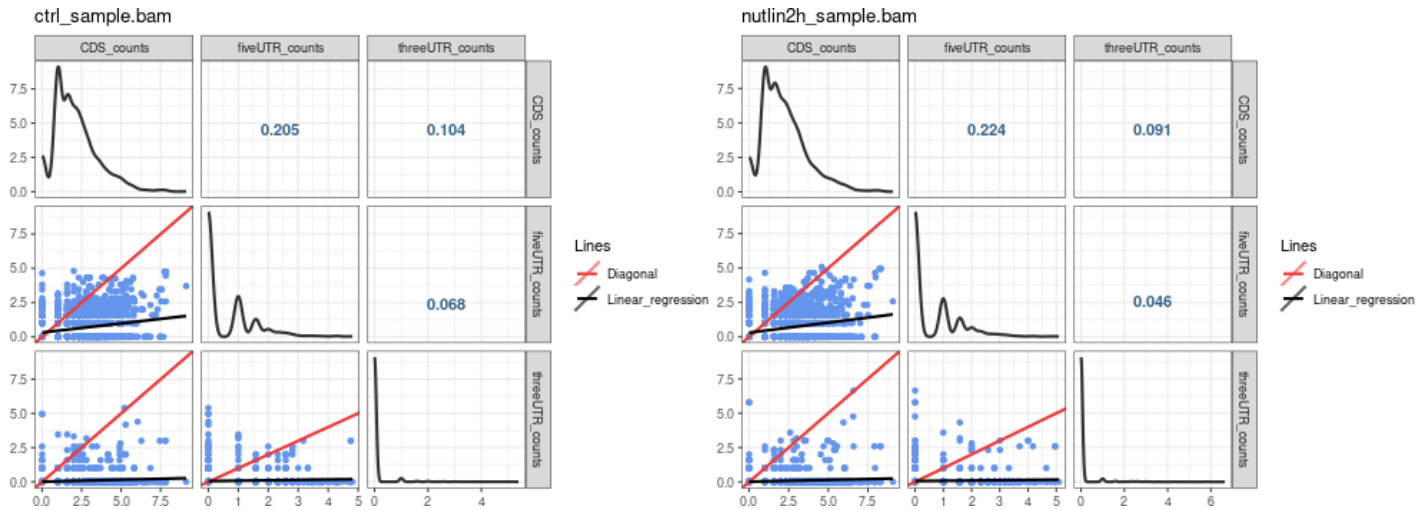 ctrl_sample.bam
CDS_counts fiveUTR_counts threeUTR_counts
7.5
5.0
2.5
0.0
0.205 0.104
CDS_counts
7.5
5.0
2.5
0.0
0.068
fiveUTR_counts
7.5
5.0
2.5
0.0
threeUTR_counts
0.0 2.5 5.0 7.5 0 1 2 3 4 5 0 2 4
Lines
Diagonal
Linear_regression
nutlin2h_sample.bam
CDS_counts fiveUTR_counts threeUTR_counts
7.5
5.0
2.5
0.0
0.224 0.091
CDS_counts
7.5
5.0
2.5
0.0
0.046
fiveUTR_counts
7.5
5.0
2.5
0.0
threeUTR_counts
0.0 2.5 5.0 7.5 0 1 2 3 4 5 0 2 4 6
Lines
Diagonal
Linear_regression